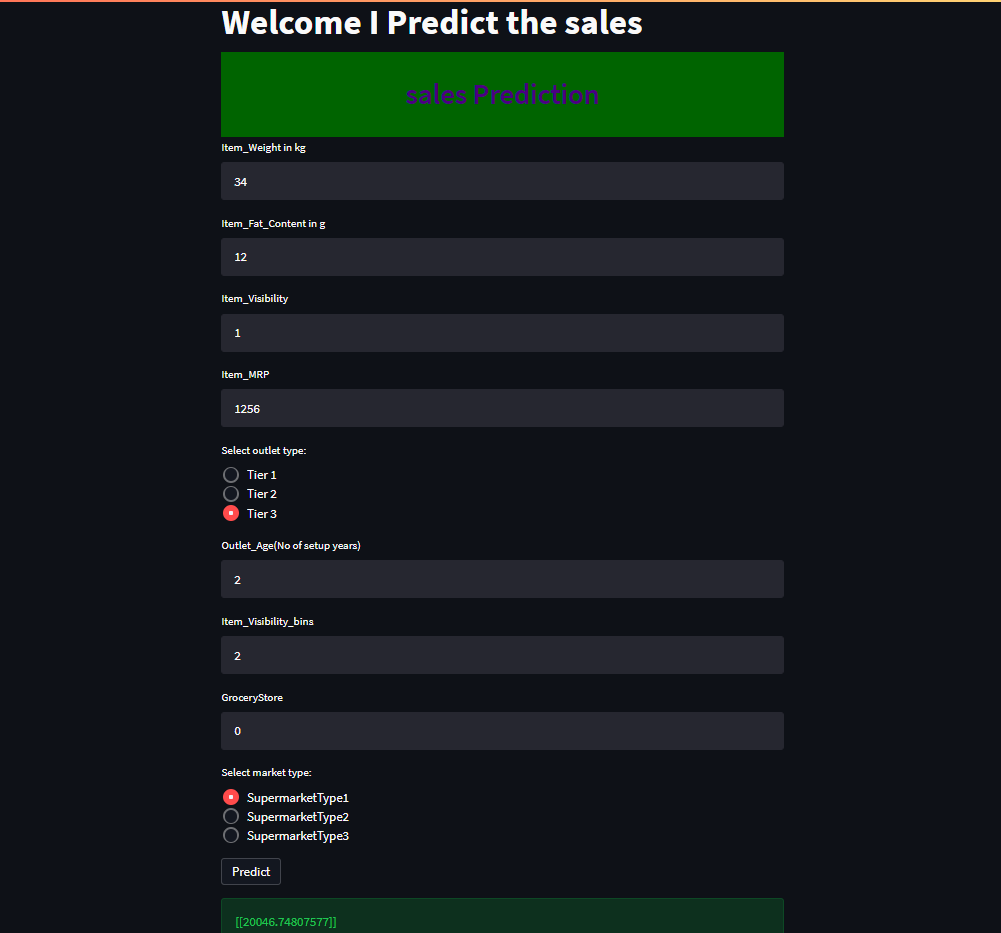 Welcome I Predict the sales
sales Prediction
Item_Weight in kg
34
Item_Fat_Content in g
12
Item_Visibility
1
Item_MRP
1256
Select outlet type:
Tier 1
Tier 2
Tier 3
Outlet_Age(No of setup years)
2
Item_Visibility_bins
2
GroceryStore
0
Select market type:
SupermarketType1
SupermarketType2
SupermarketType3
Predict
[[20046.74807577]]